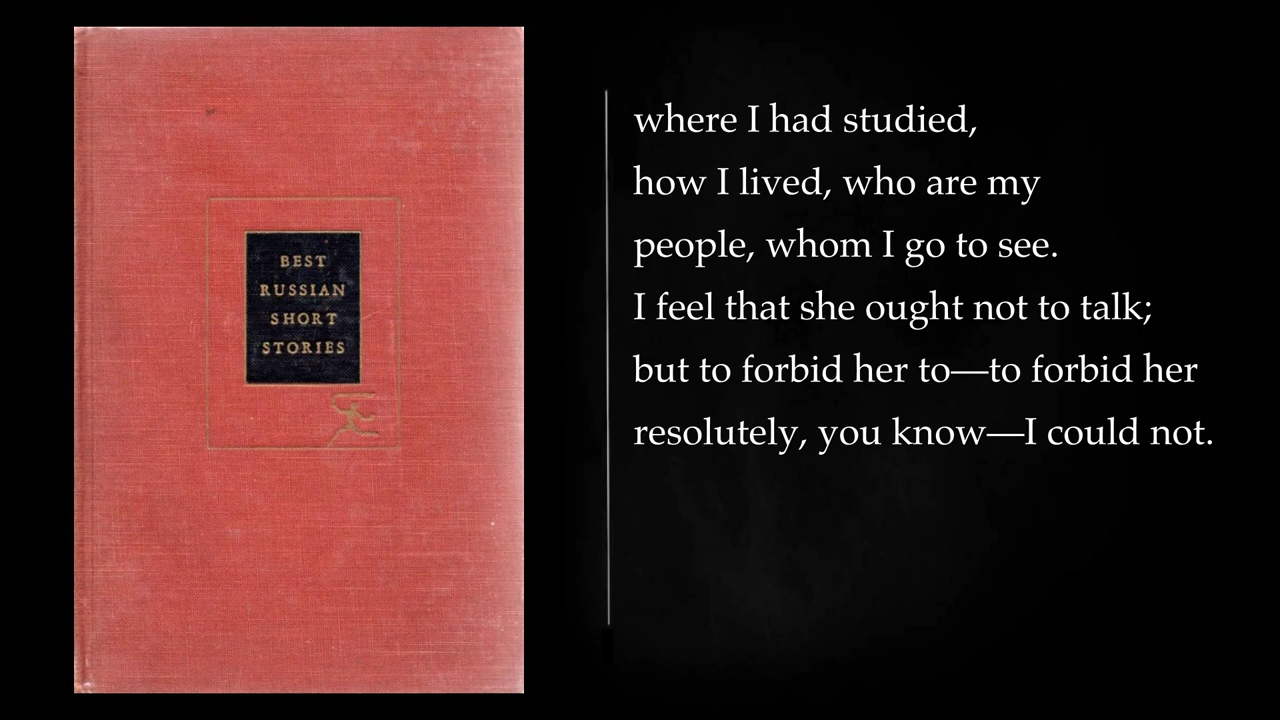 BEST
RUSSIAN
SHORT
STORIES
where I had studied,
how I lived, who are my
people, whom I go to see.
I feel that she ought not to talk;
but to forbid her to—to forbid her
resolutely, you know—I could not.